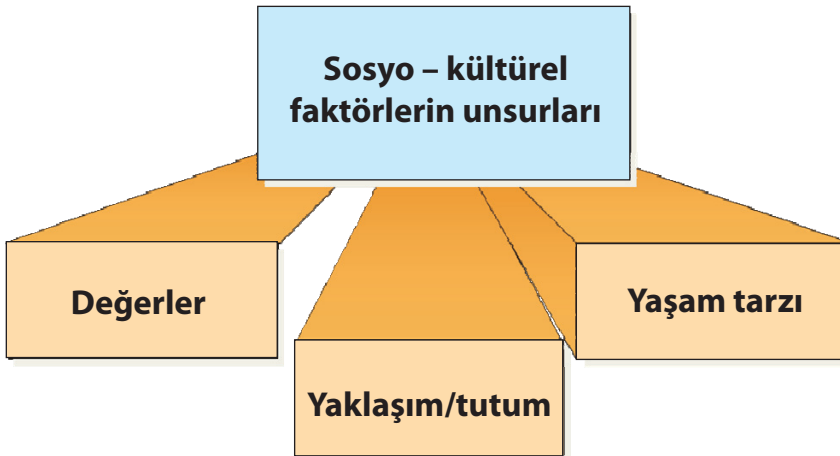 Sosyo – kültürel
faktörlerin unsurları
Değerler
Yaklaşım/tutum
Yaşam tarzı